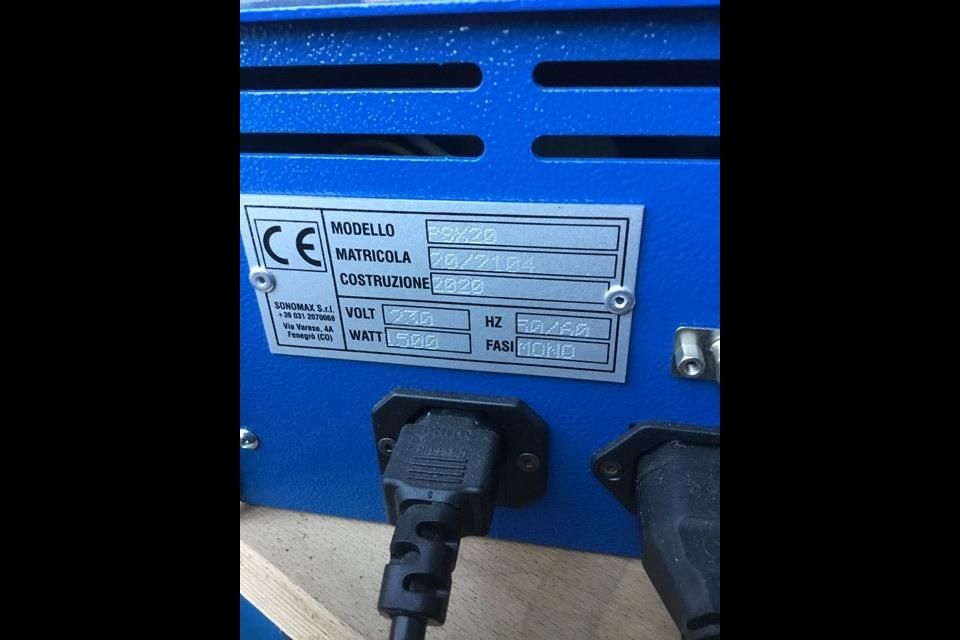 CE
MODELLO PSX20
MATRICOLA 20/2104
COSTRUZIONE 2020
SONOMAX S.r.l.
+39 031 2070068
Via Varese, 4A
Fenegrò (CO)
VOLT 230 HZ 50/60
WATT 1500 FASI MONO